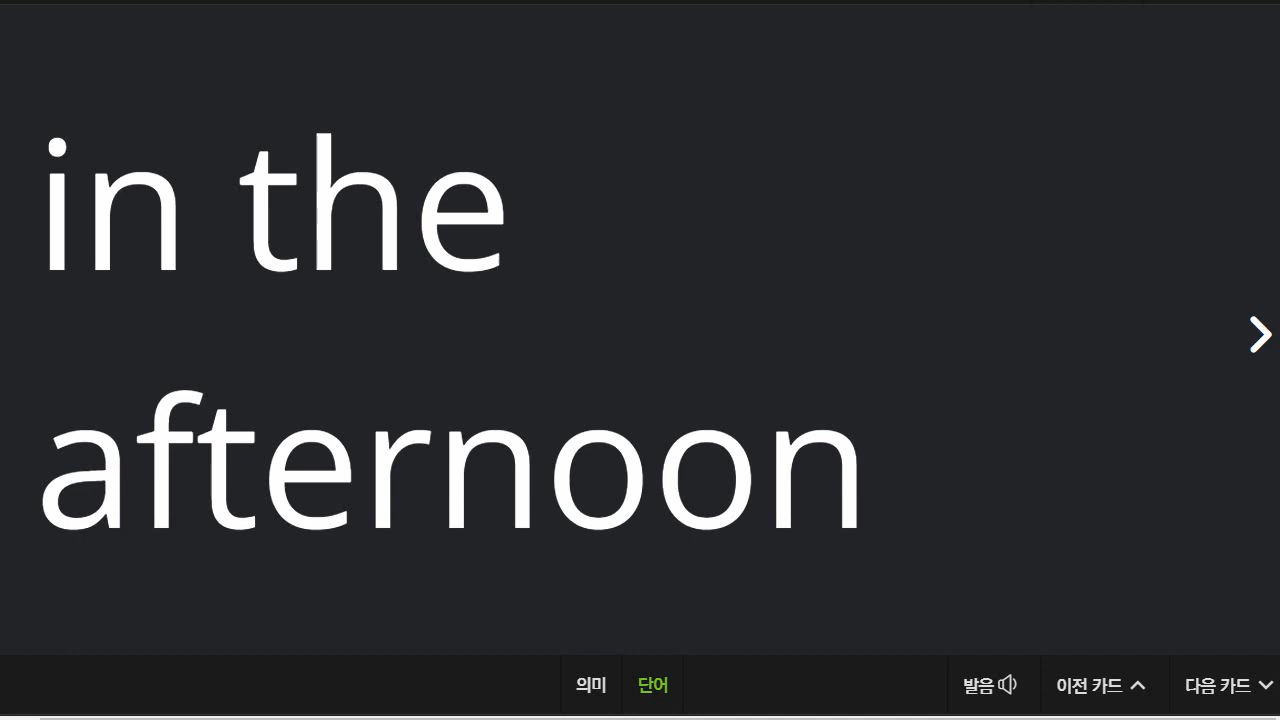 in the
afternoon
의미 단어 발음 이전 카드 다음 카드